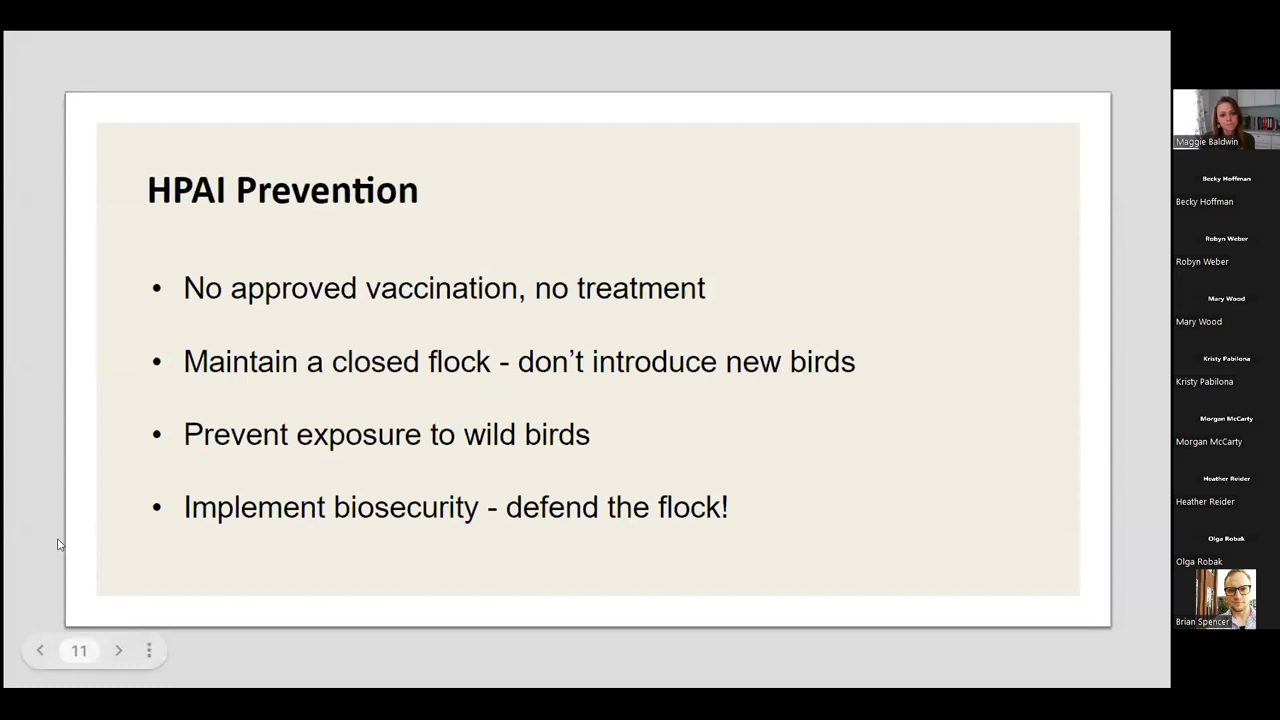 HPAI Prevention
• No approved vaccination, no treatment
• Maintain a closed flock - don’t introduce new birds
• Prevent exposure to wild birds
• Implement biosecurity - defend the flock!
11
Maggie Baldwin
Becky Hoffman
Becky Hoffman
Robyn Weber
Robyn Weber
Mary Wood
Mary Wood
Kristy Pabilona
Kristy Pabilona
Morgan McCarty
Morgan McCarty
Heather Reider
Heather Reider
Olga Robak
Olga Robak
Brian Spencer